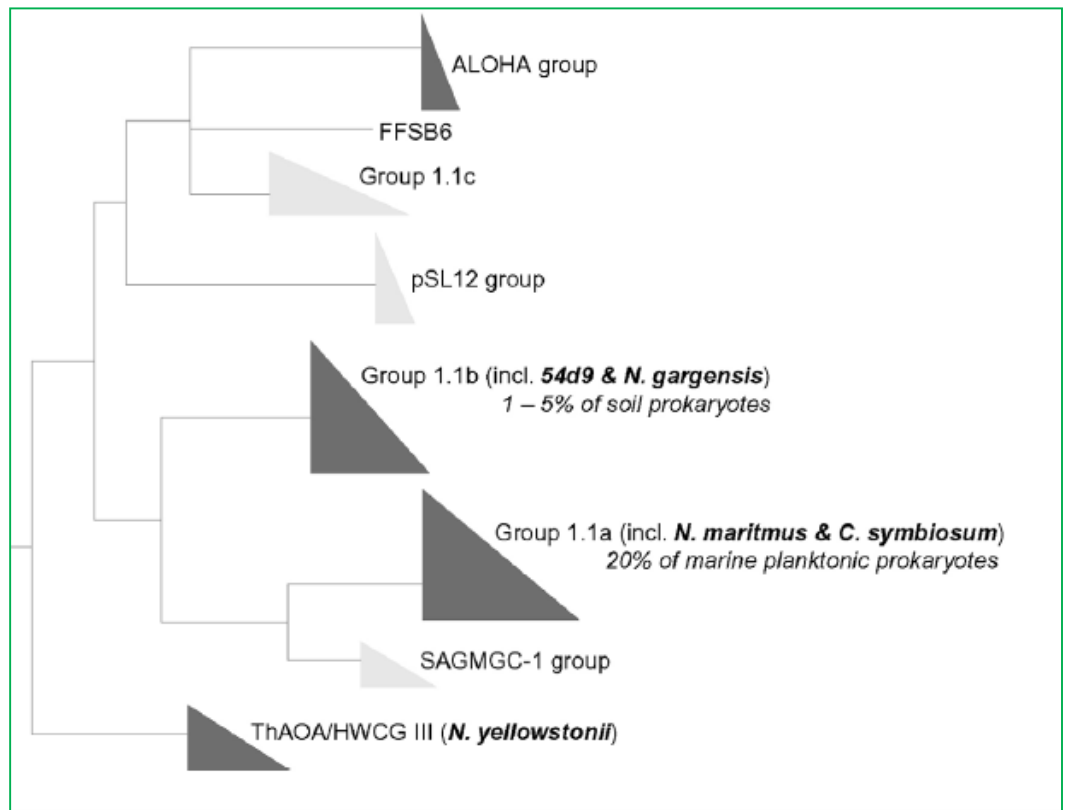 ALOHA group
FFSB6
Group 1.1c
pSL12 group
Group 1.1b (incl. 54d9 & N. gargensis)
1 – 5% of soil prokaryotes
Group 1.1a (incl. N. maritmus & C. symbiosum)
20% of marine planktonic prokaryotes
SAGMGC-1 group
ThAOA/HWCG III (N. yellowstonii)